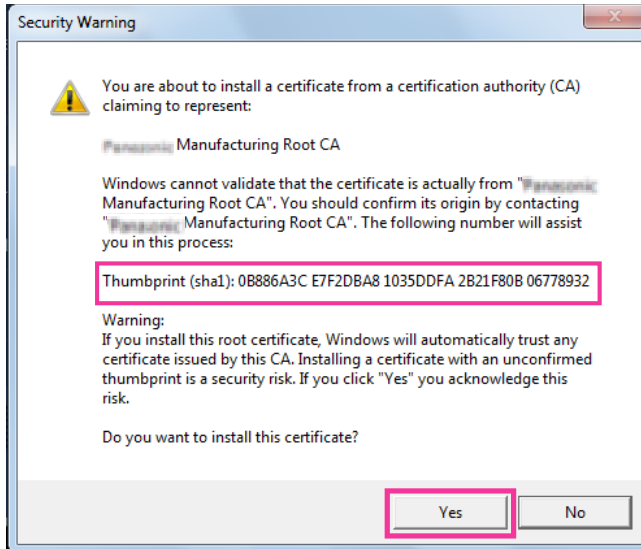 Security Warning
You are about to install a certificate from a certification authority (CA)
claiming to represent:
Manufacturing Root CA
Windows cannot validate that the certificate is actually from "
Manufacturing Root CA". You should confirm its origin by contacting
" Manufacturing Root CA". The following number will assist
you in this process:
Thumbprint (sha1): 0B886A3C E7F2DBA8 1035DDFA 2B21F80B 06778932
Warning:
If you install this root certificate, Windows will automatically trust any
certificate issued by this CA. Installing a certificate with an unconfirmed
thumbprint is a security risk. If you click "Yes" you acknowledge this
risk.
Do you want to install this certificate?
Yes
No